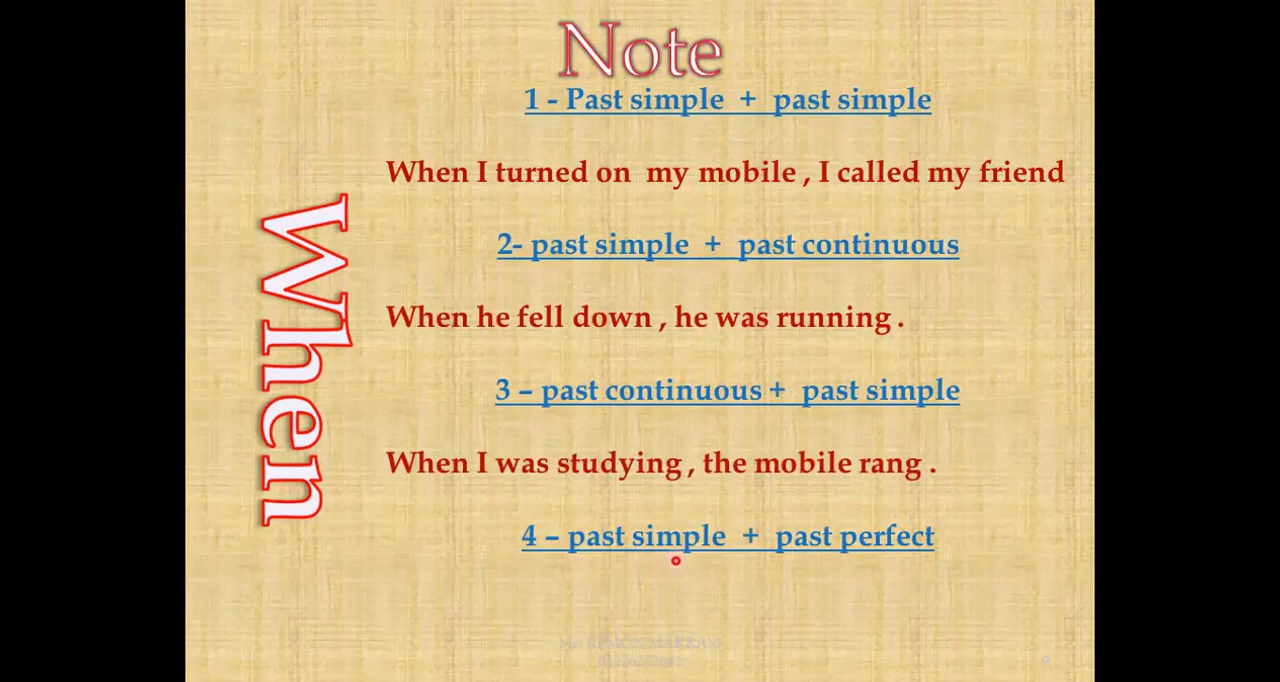 Note
1 - Past simple + past simple
When I turned on my mobile , I called my friend
2- past simple + past continuous
When he fell down , he was running .
3 – past continuous + past simple
When I was studying , the mobile rang .
4 – past simple + past perfect
When